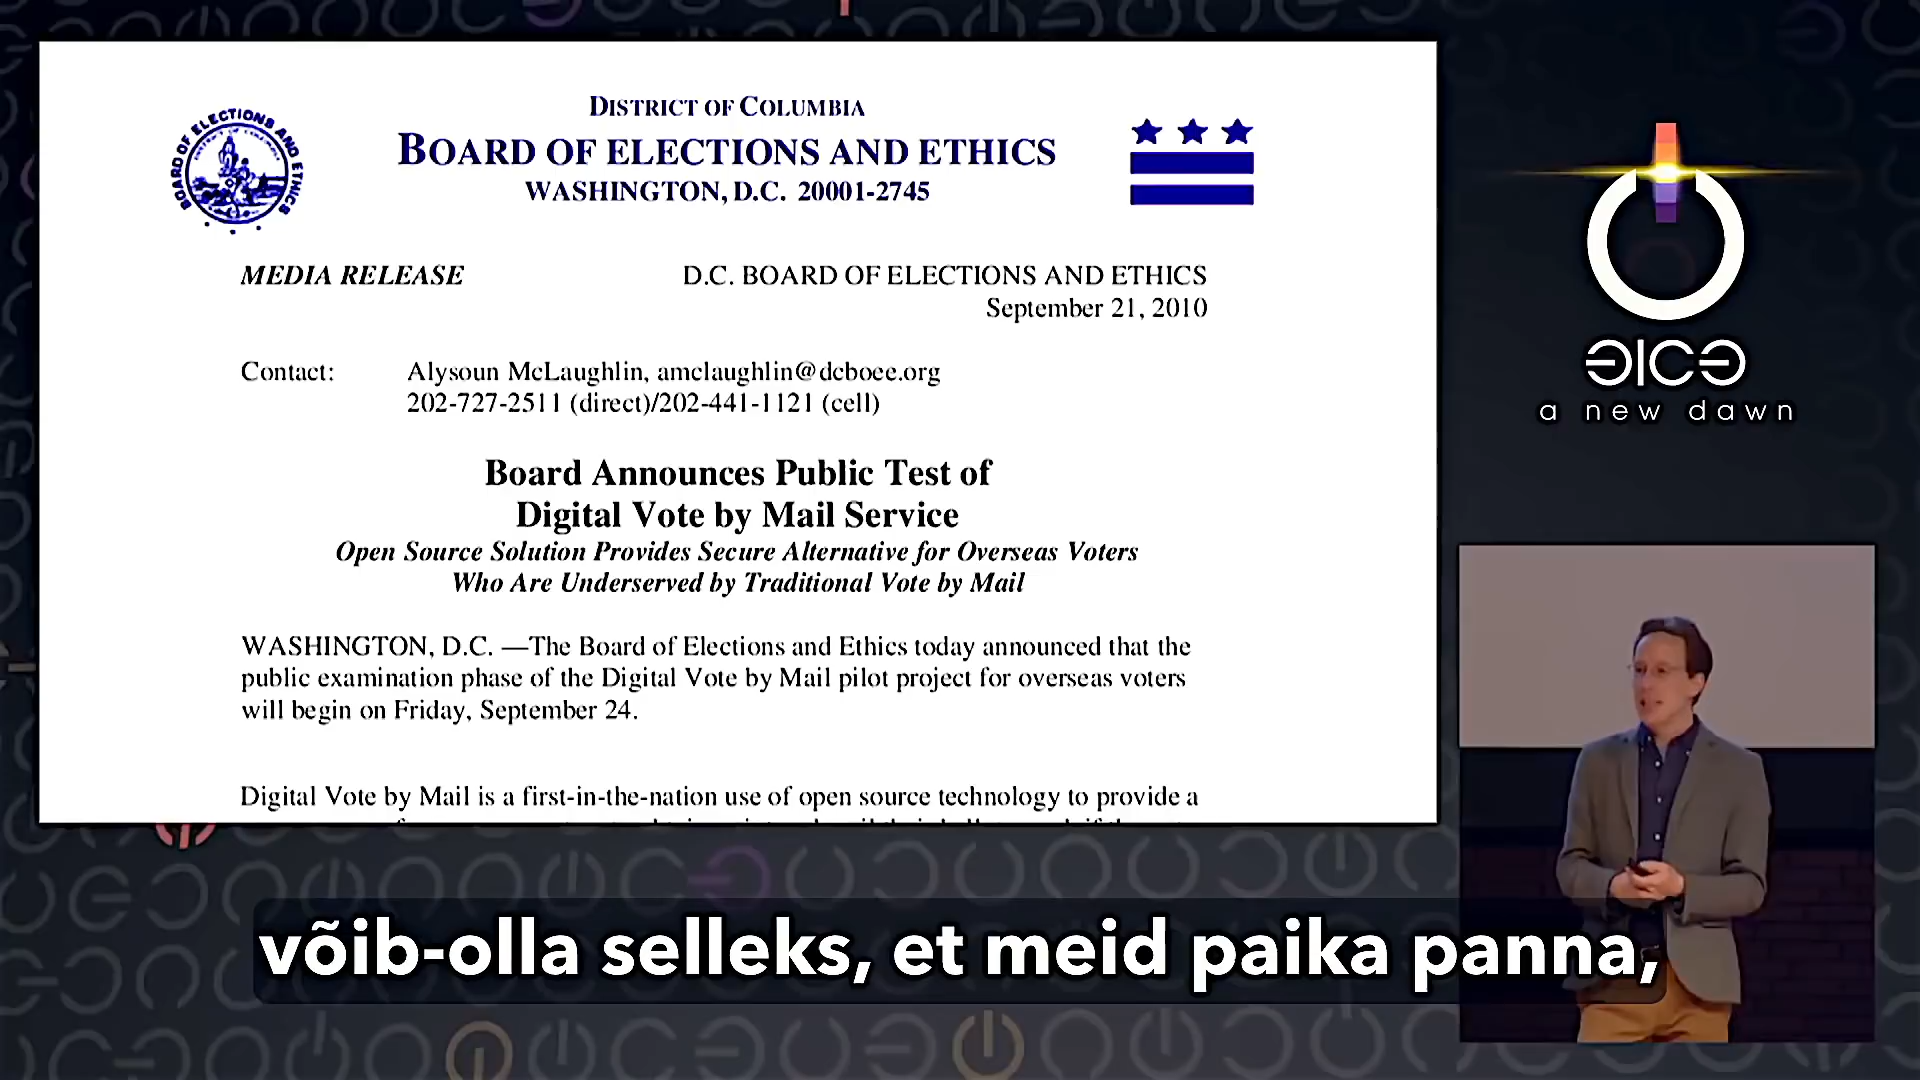 DISTRICT OF COLUMBIA
BOARD OF ELECTIONS AND ETHICS
WASHINGTON, D.C. 20001-2745
BOARD OF ELECTIONS AND ETHICS
MEDIA RELEASE
D.C. BOARD OF ELECTIONS AND ETHICS
September 21, 2010
Contact:
Alysoun McLaughlin, amclaughlin@dcboee.org
202-727-2511 (direct)/202-441-1121 (cell)
Board Announces Public Test of
Digital Vote by Mail Service
Open Source Solution Provides Secure Alternative for Overseas Voters
Who Are Underserved by Traditional Vote by Mail
WASHINGTON, D.C. —The Board of Elections and Ethics today announced that the
public examination phase of the Digital Vote by Mail pilot project for overseas voters
will begin on Friday, September 24.
Digital Vote by Mail is a first-in-the-nation use of open source technology to provide a
a new dawn
võib-olla selleks, et meid paika panna,